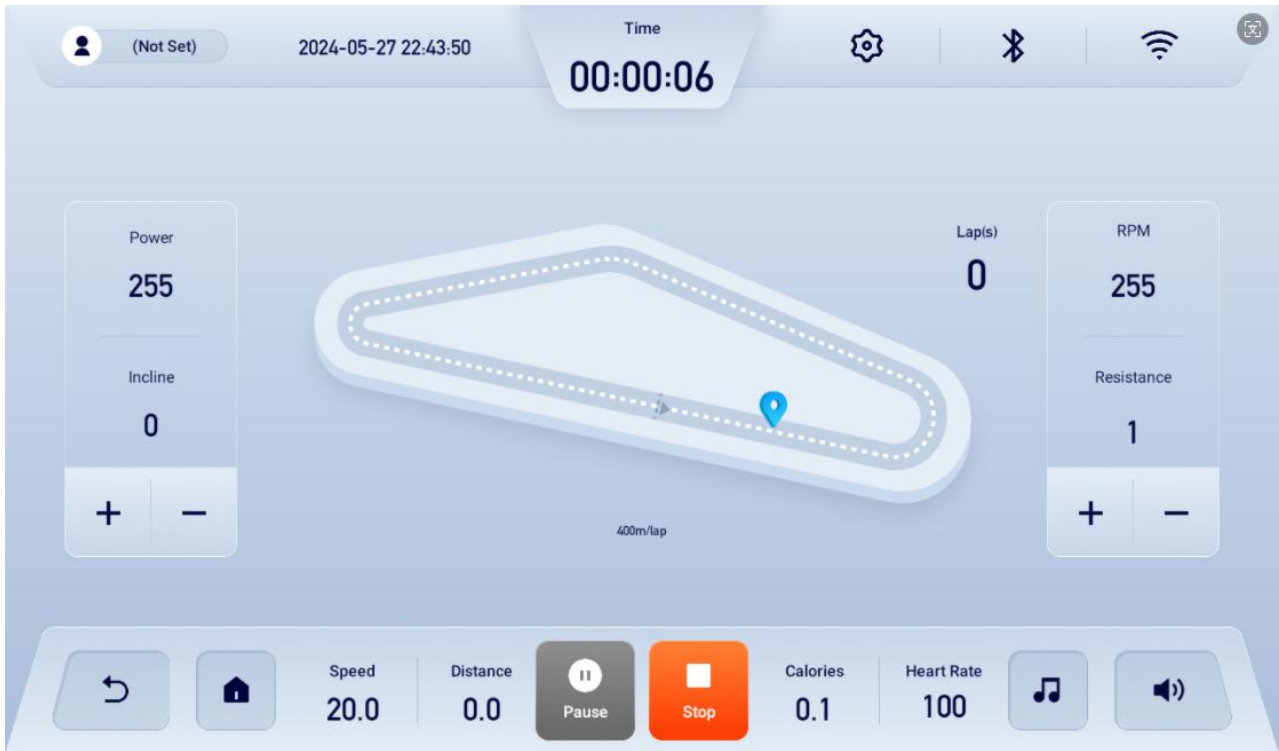 (Not Set)
2024-05-27 22:43:50
Time
00:00:06
Power
255
Incline
0
+ −
Lap(s)
0
RPM
255
Resistance
1
+ −
400m/lap
Speed
20.0
Distance
0.0
Pause
Stop
Calories
0.1
Heart Rate
100